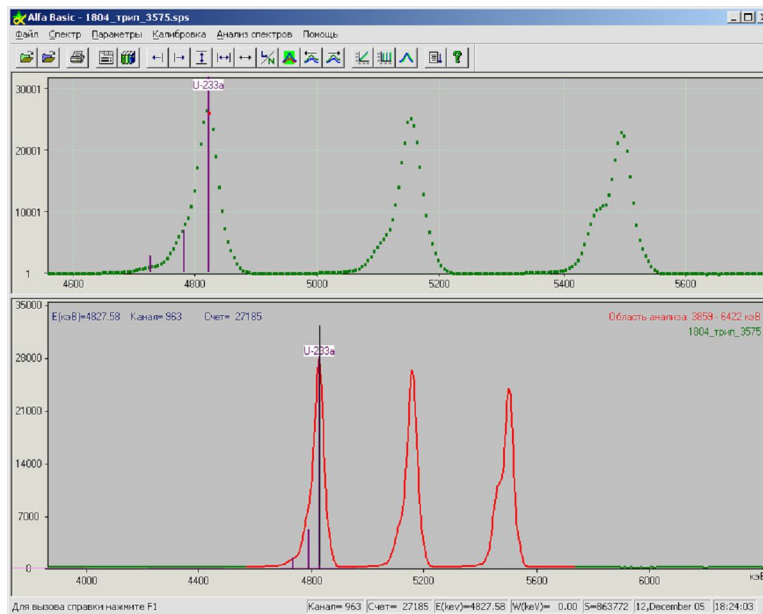 Alfa Basic - 1804_трип_3575.sps
Файл Спектр Параметры Калибровка Анализ спектров Помощь
30001
20001
10001
1
U-233a
4600 4800 5000 5200 5400 5600
35000
28000
21000
14000
7000
0
E(кэВ)=4827.58 Канал= 963 Счет= 27185
Область анализа: 3859 - 6422 кэВ
1804_трип_3575
U-233a
4000 4400 4800 5200 5600 6000 кэВ
Для вызова справки нажмите F1
Канал= 963 Счет= 27185 E(кev)=4827.58 W(keV)= 0.00 S=863772 12,December 05 18:24:03